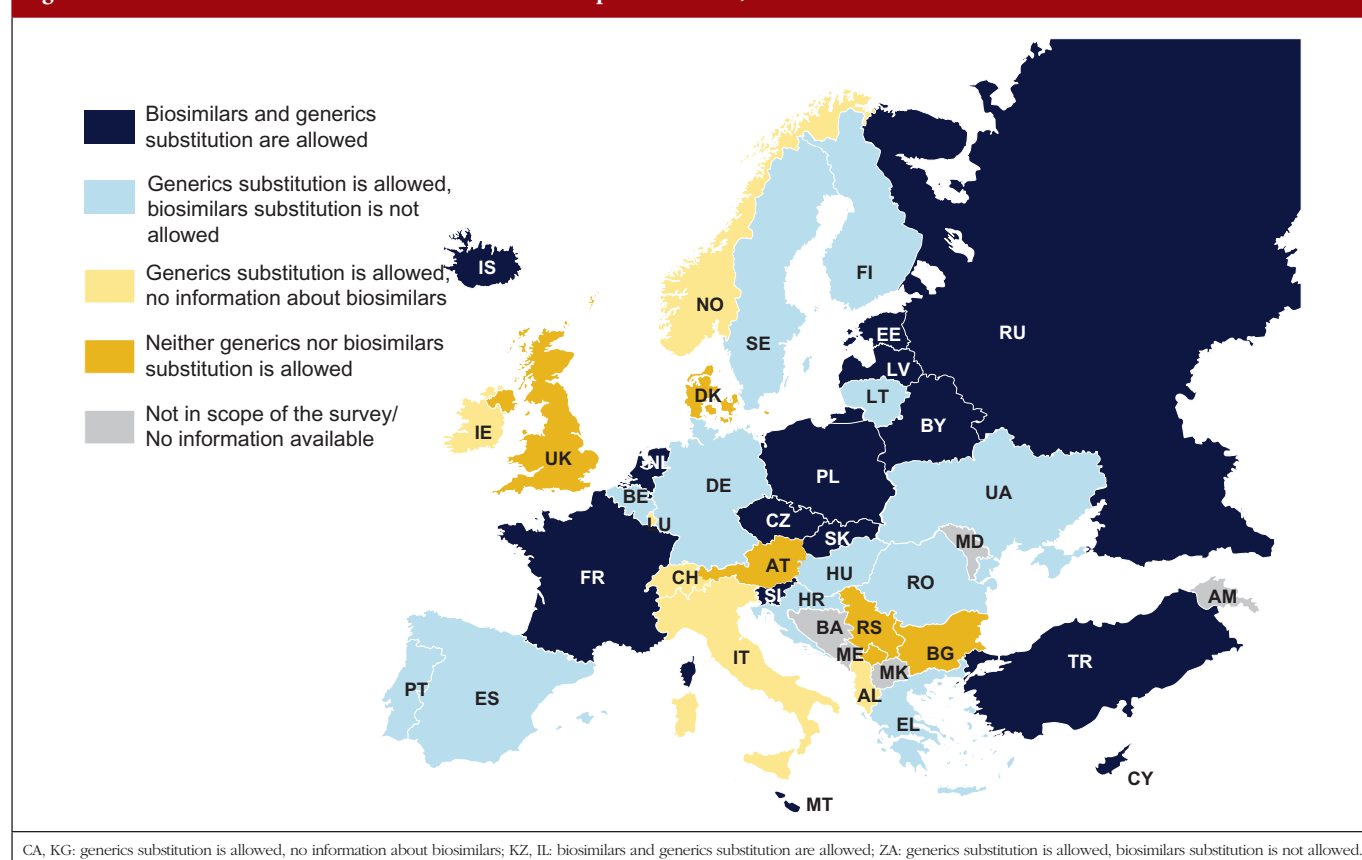 Biosimilars and generics
substitution are allowed
Generics substitution is allowed,
biosimilars substitution is not
allowed
Generics substitution is allowed,
no information about biosimilars
Neither generics nor biosimilars
substitution is allowed
Not in scope of the survey/
No information available
IS
NO
SE
FI
RU
EE
LV
LT
BY
DK
IE
UK
NL
BE
LU
DE
PL
CZ
SK
UA
MD
FR
CH
AT
HU
RO
SI
HR
BA
RS
ME
BG
MK
AL
IT
PT
ES
EL
TR
AM
CY
MT
CA, KG: generics substitution is allowed, no information about biosimilars; KZ, IL: biosimilars and generics substitution are allowed; ZA: generics substitution is allowed, biosimilars substitution is not allowed.